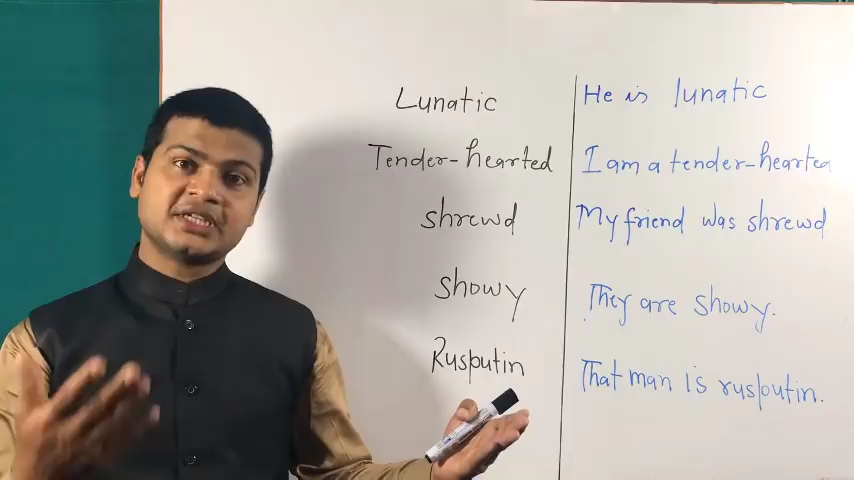 Lunatic
He is lunatic
Tender-hearted
I am a tender-hearted
shrewd
My friend was shrewd
showy
They are showy.
Rusputin
That man is rusputin.